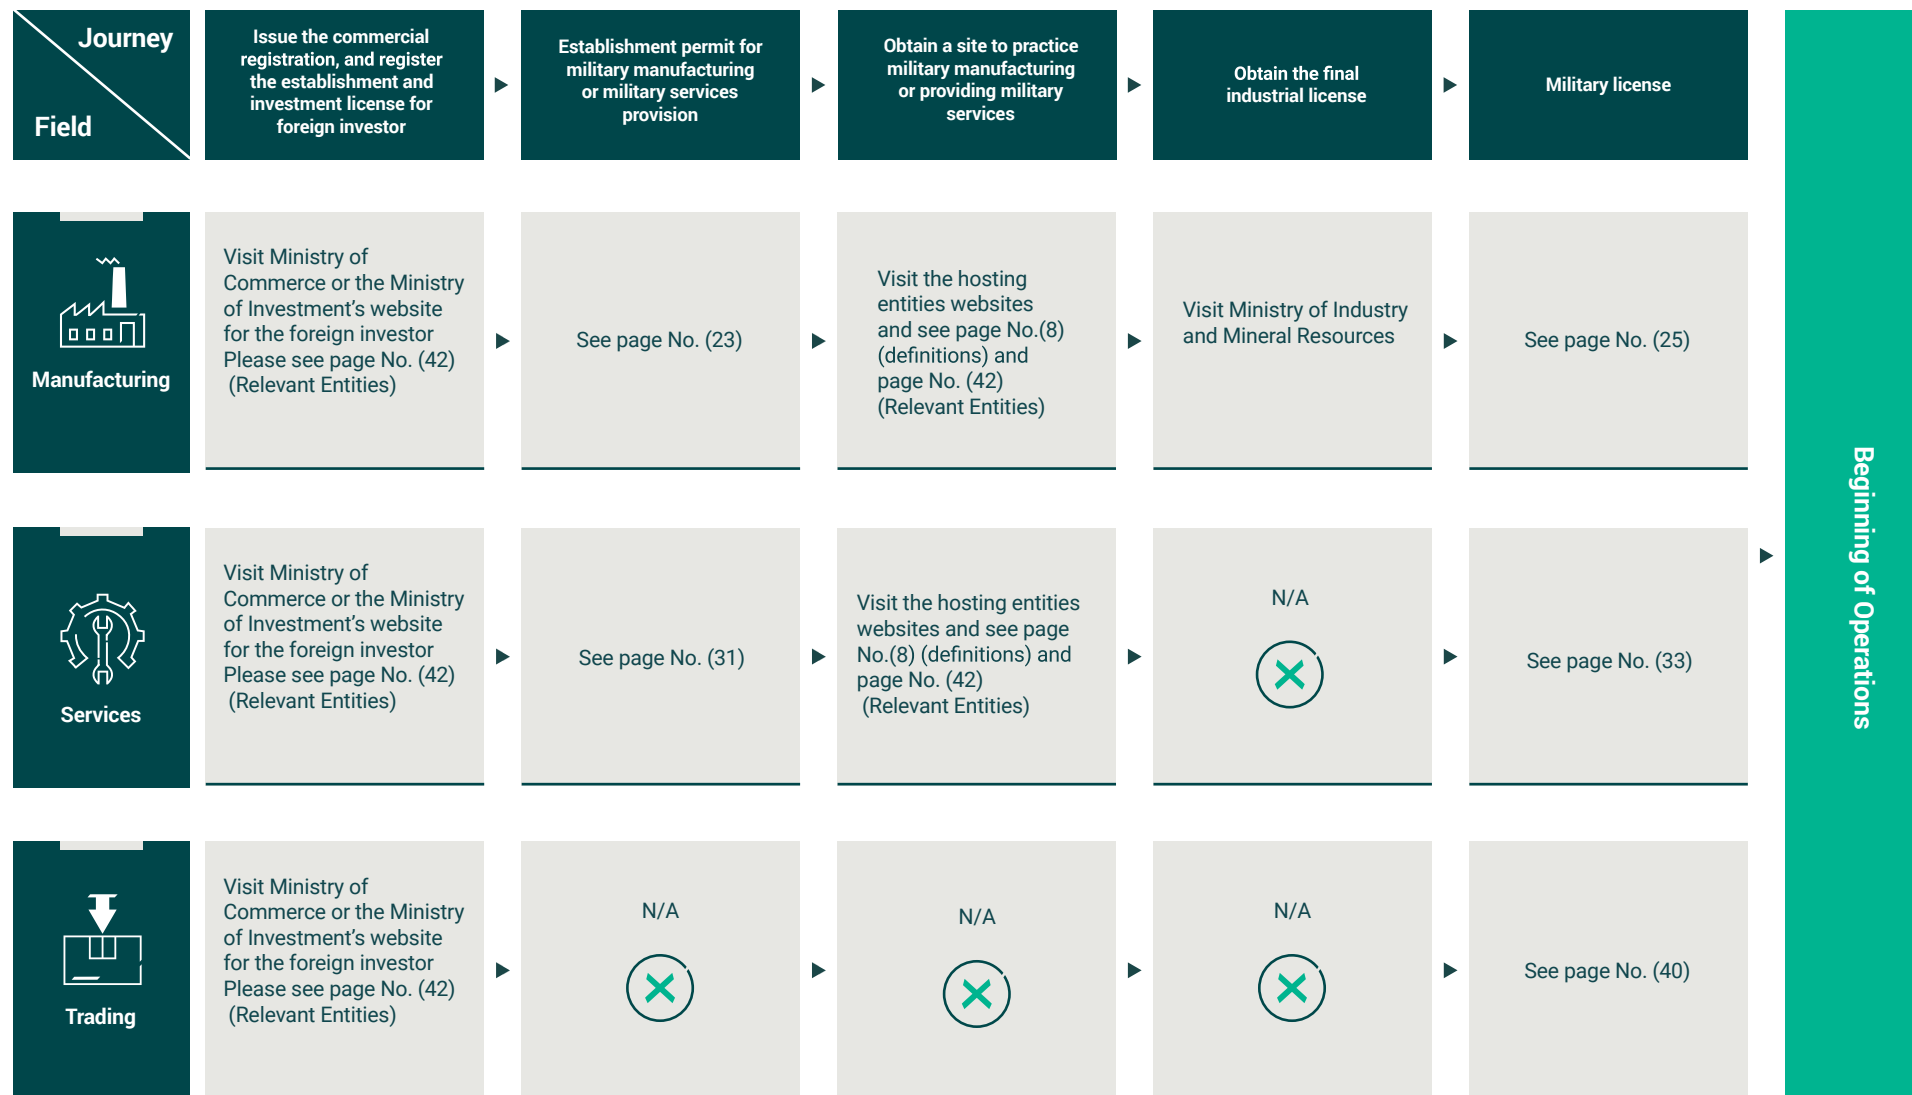 Journey
Field
Issue the commercial
registration, and register
the establishment and
investment license for
foreign investor
Establishment permit for
military manufacturing
or military services
provision
Obtain a site to practice
military manufacturing
or providing military
services
Obtain the final
industrial license
Military license
Manufacturing
Visit Ministry of
Commerce or the Ministry
of Investment’s website
for the foreign investor
Please see page No. (42)
(Relevant Entities)
See page No. (23)
Visit the hosting
entities websites
and see page No.(8)
(definitions) and
page No. (42)
(Relevant Entities)
Visit Ministry of Industry
and Mineral Resources
See page No. (25)
Services
Visit Ministry of
Commerce or the Ministry
of Investment’s website
for the foreign investor
Please see page No. (42)
(Relevant Entities)
See page No. (31)
Visit the hosting entities
websites and see page
No.(8) (definitions) and
page No. (42)
(Relevant Entities)
N/A
See page No. (33)
Trading
Visit Ministry of
Commerce or the Ministry
of Investment’s website
for the foreign investor
Please see page No. (42)
(Relevant Entities)
N/A
N/A
N/A
See page No. (40)
Beginning of Operations